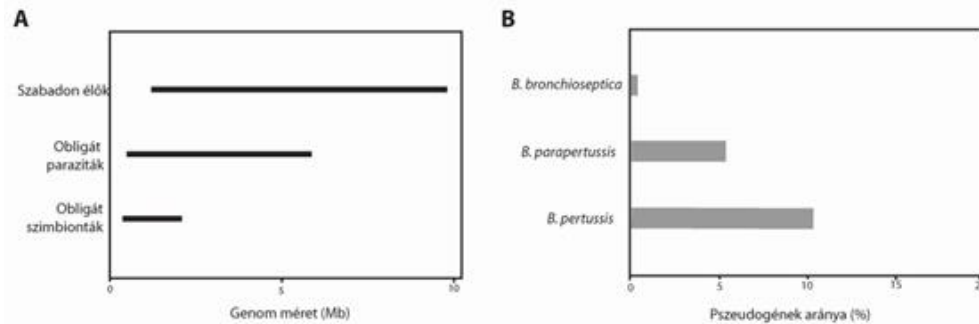 A
Szabadon élők
Obligát
paraziták
Obligát
szimbionták
0
5
10
Genom méret (Mb)
B
B. bronchioseptica
B. parapertussis
B. pertussis
0
5
10
15
Pszeudogének aránya (%)